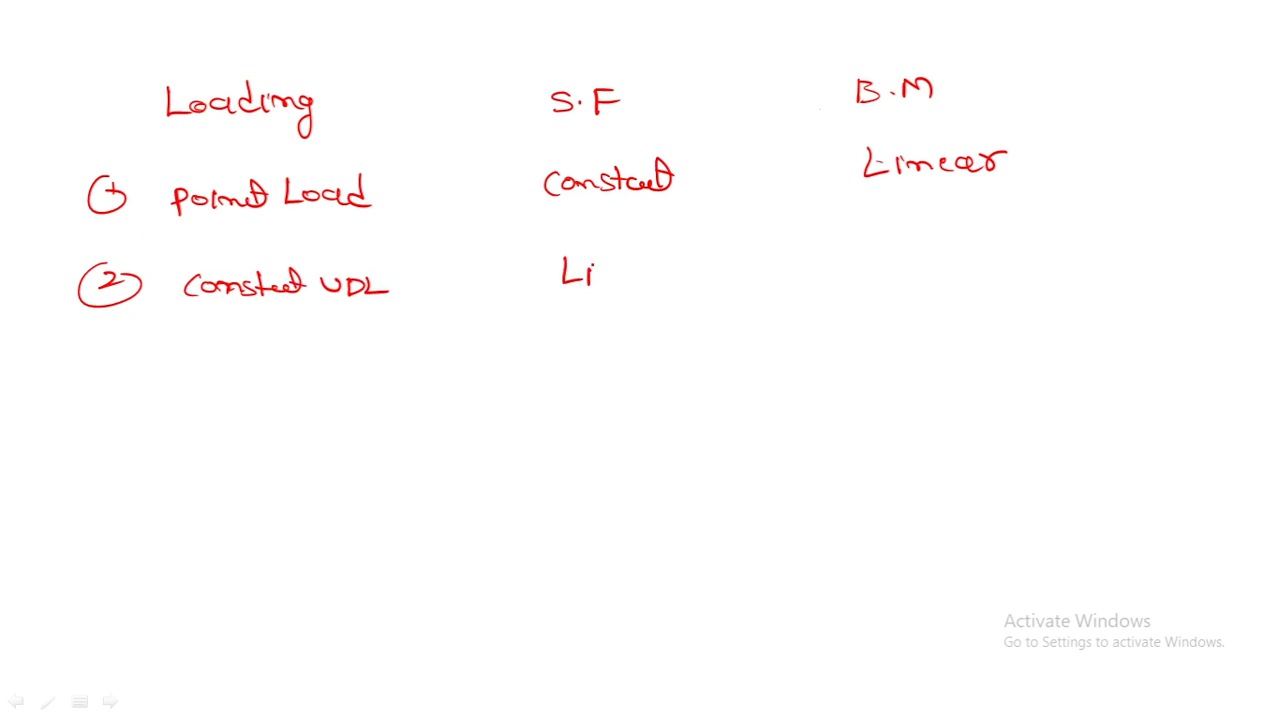 Loading S.F B.M
① Point Load Constant Linear
② Constant UDL Li
Activate Windows
Go to Settings to activate Windows.